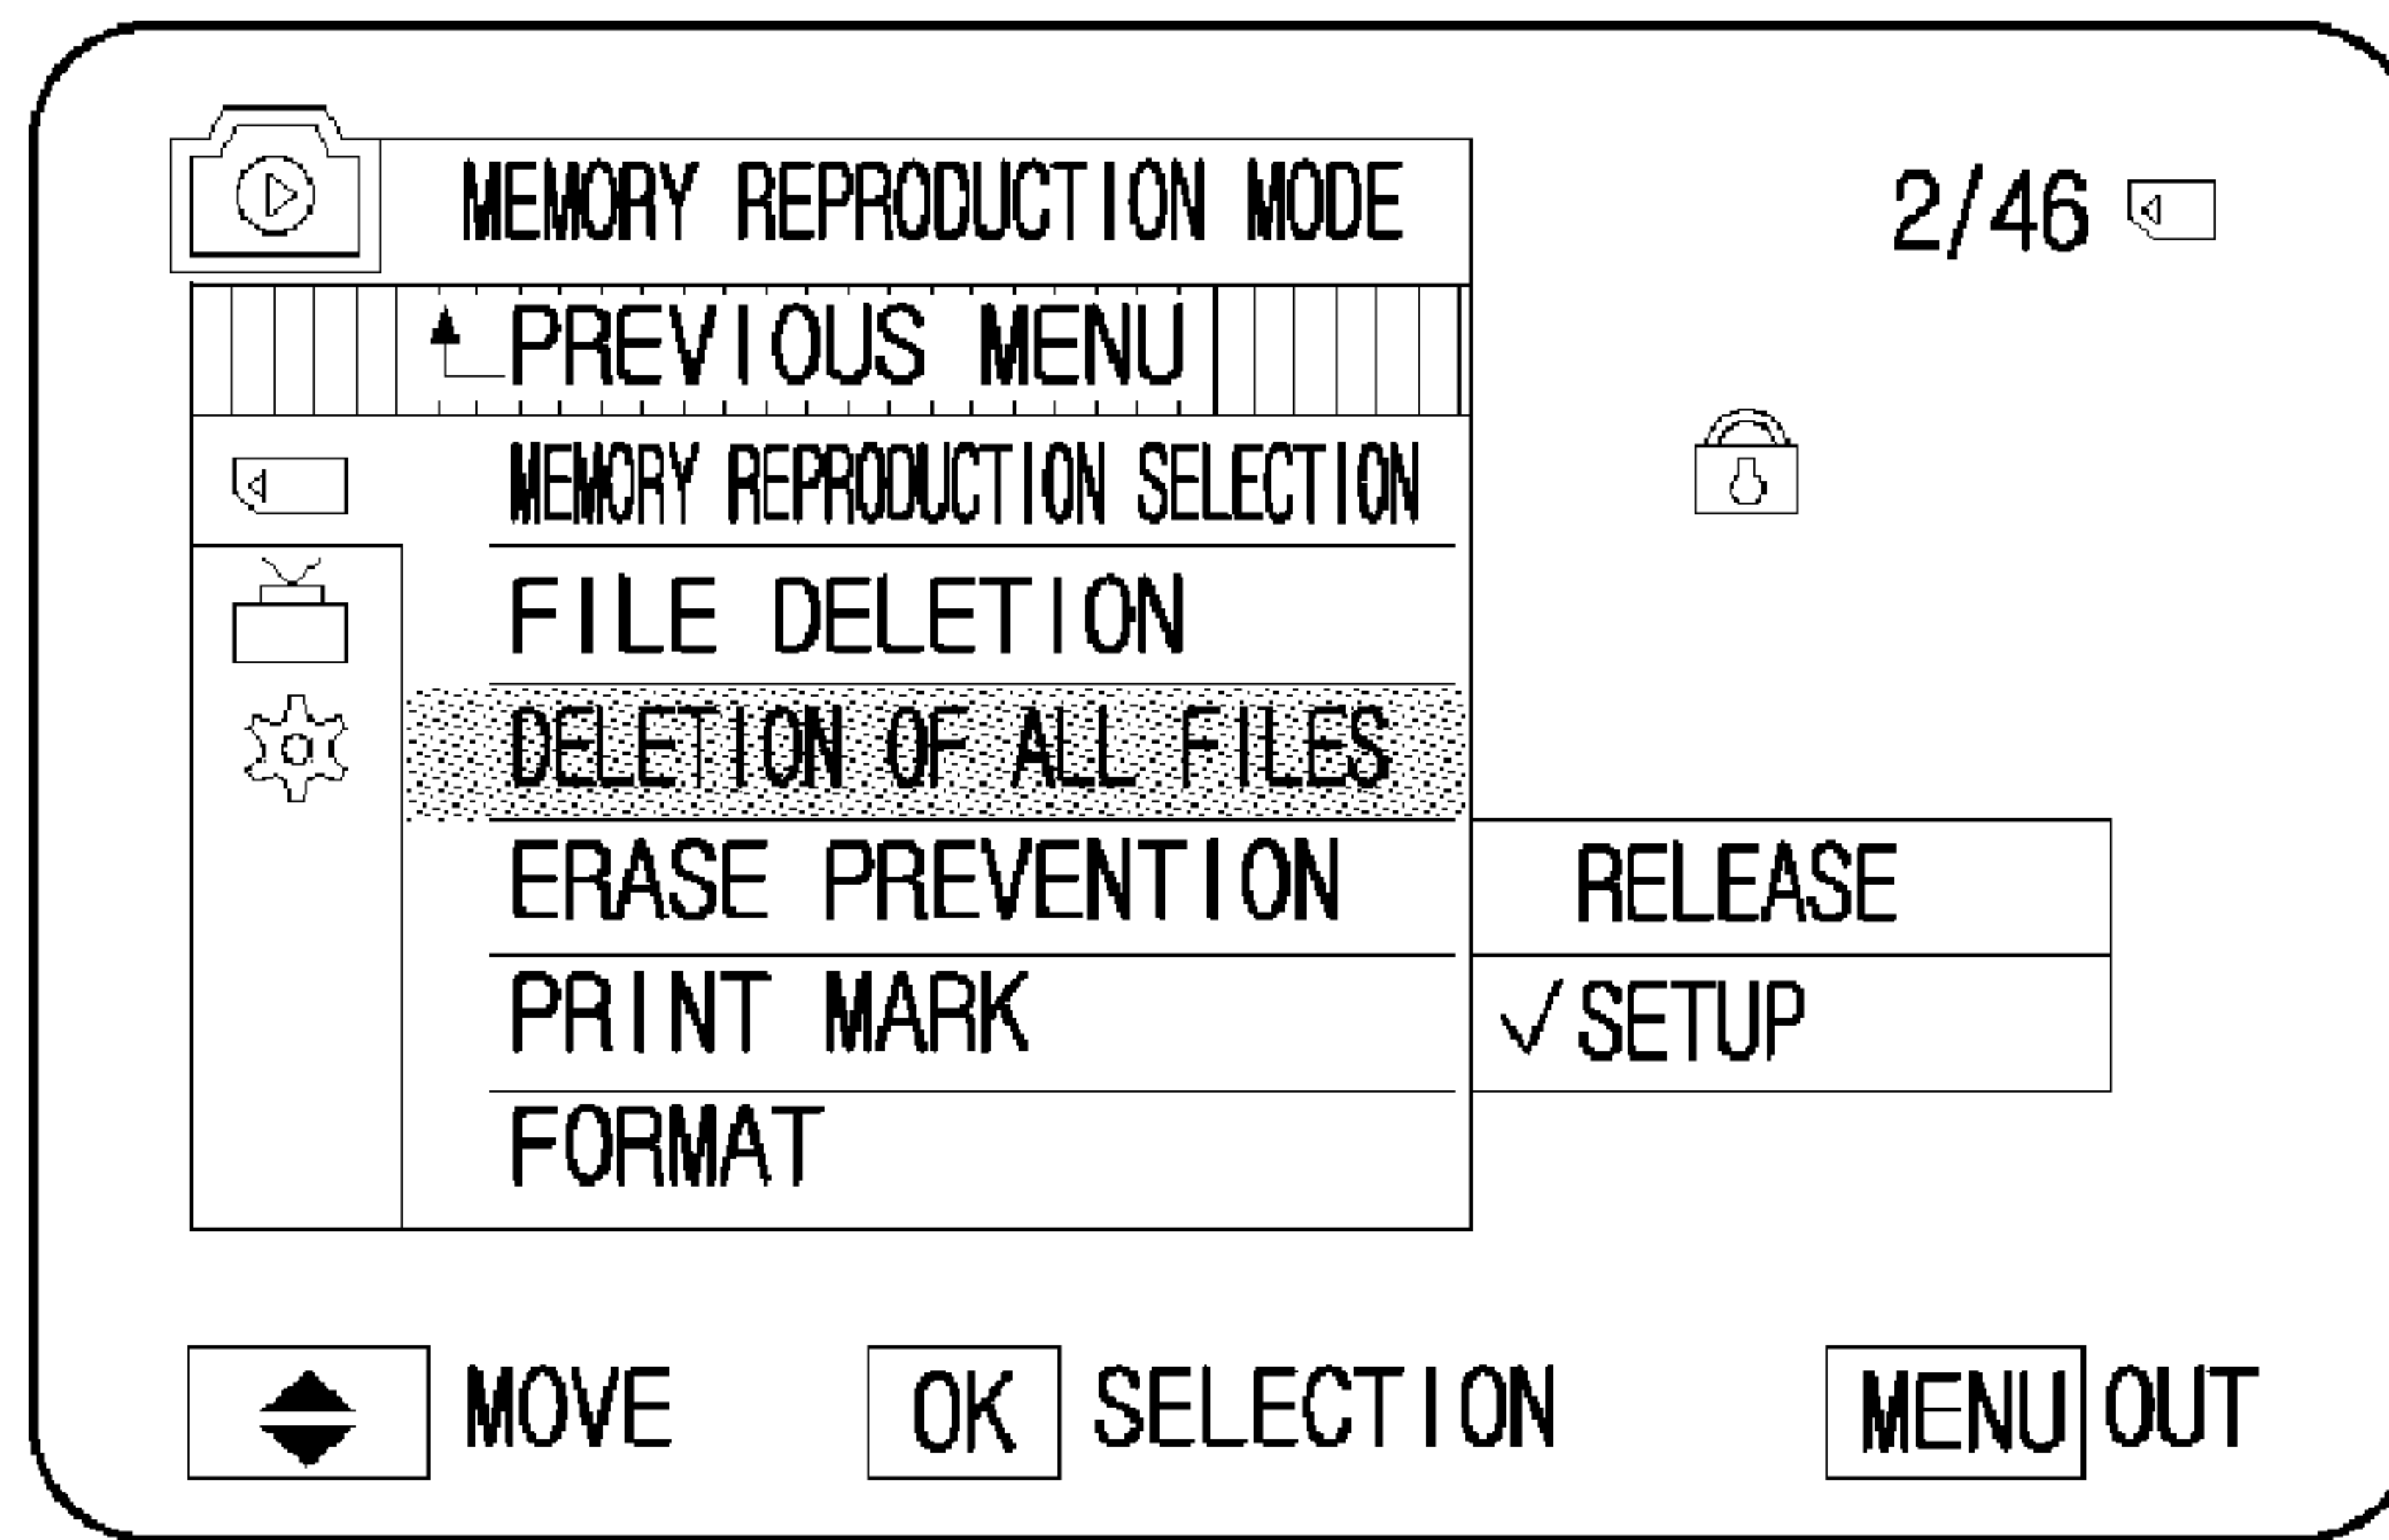 MEMORY REPRODUCTION MODE
2/46
PREVIOUS MENU
MEMORY REPRODUCTION SELECTION
FILE DELETION
DELETION OF ALL FILES
ERASE PREVENTION
RELEASE
PRINT MARK
✓SETUP
FORMAT
MOVE OK SELECTION MENU OUT